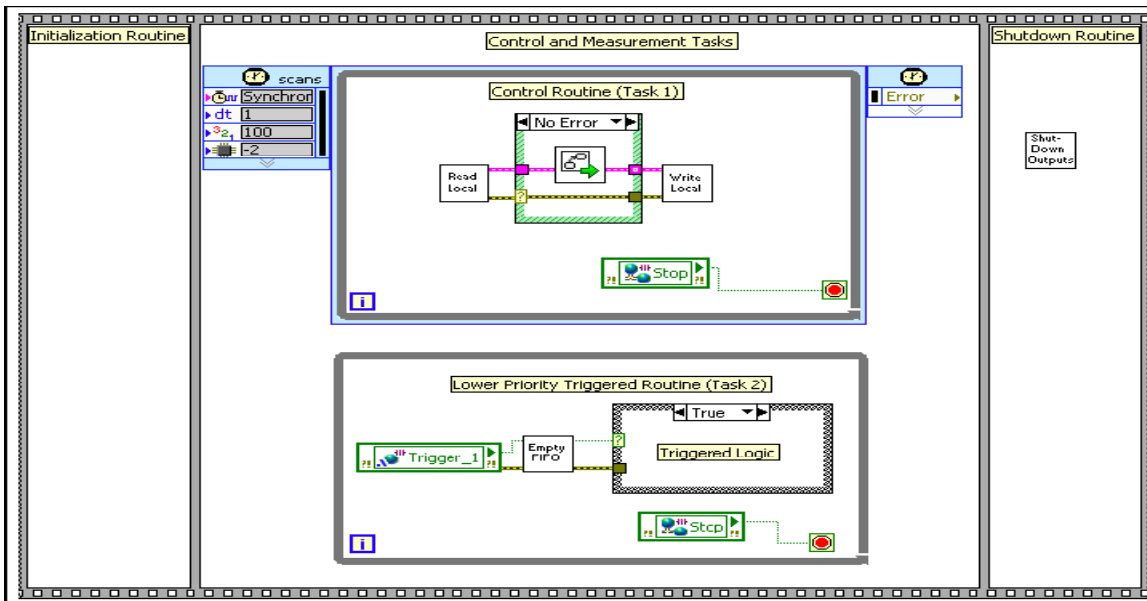 Initialization Routine
Control and Measurement Tasks
Shutdown Routine
scans
Synchror
dt 1
100
-2
Error
Control Routine (Task 1)
No Error
Read
Local
?
Write
Local
Shut-
Down
Outputs
?! Stop ?!
i
Lower Priority Triggered Routine (Task 2)
True
?! Trigger_1 ?!
Empty
FIFO
?
Triggered Logic
?! Stcp ?!
i